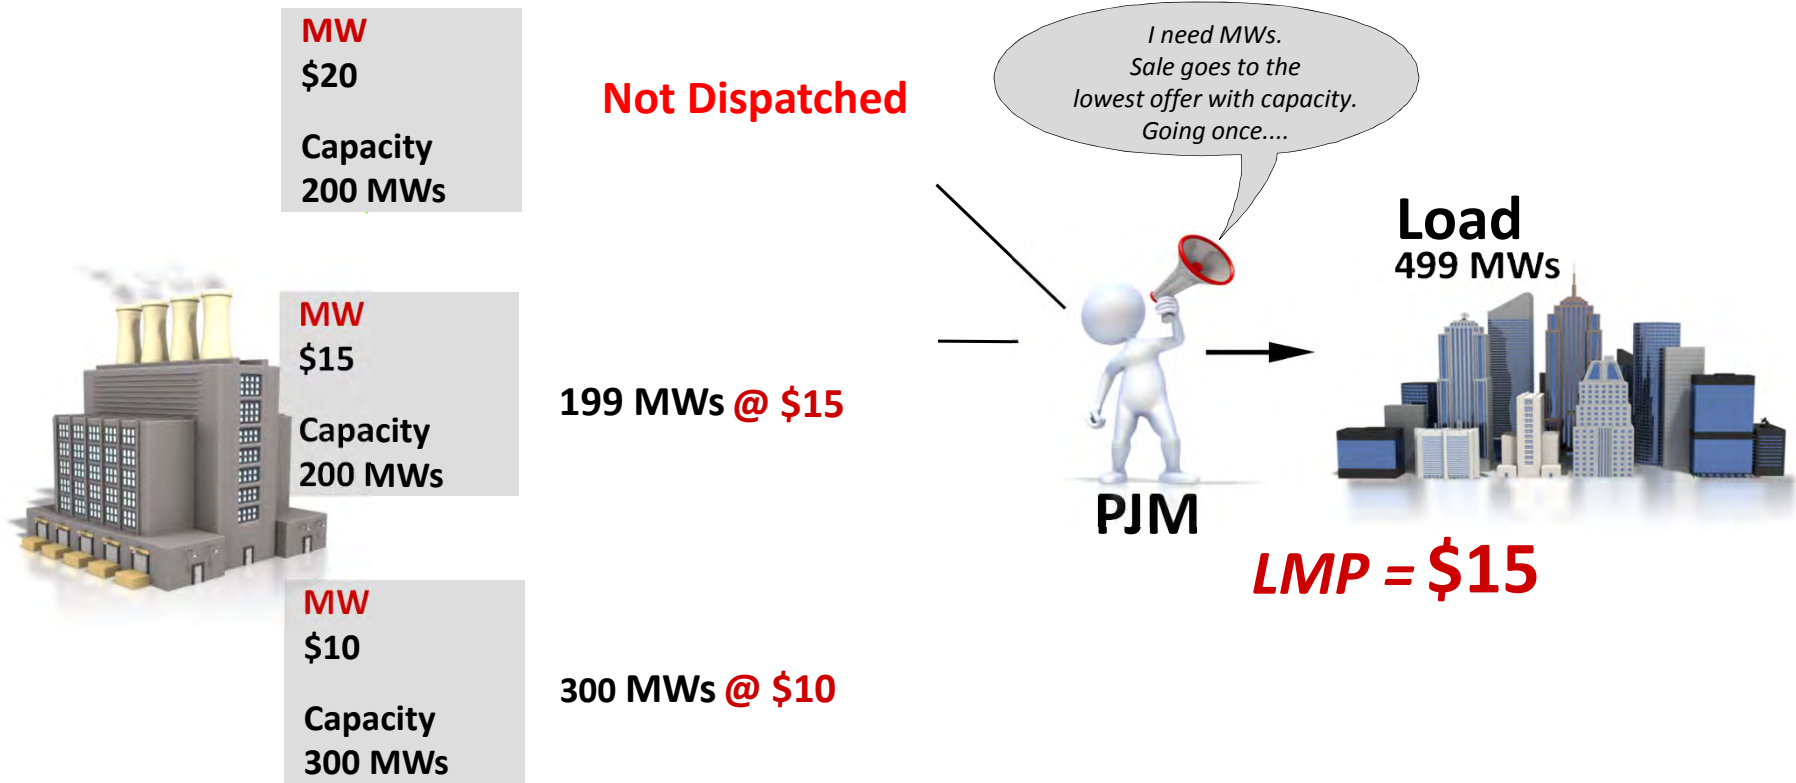 MW
$20
Capacity
200 MWs
Not Dispatched
I need MWs.
Sale goes to the
lowest offer with capacity.
Going once....
Load
499 MWs
MW
$15
Capacity
200 MWs
199 MWs @ $15
PJM
LMP = $15
MW
$10
Capacity
300 MWs
300 MWs @ $10